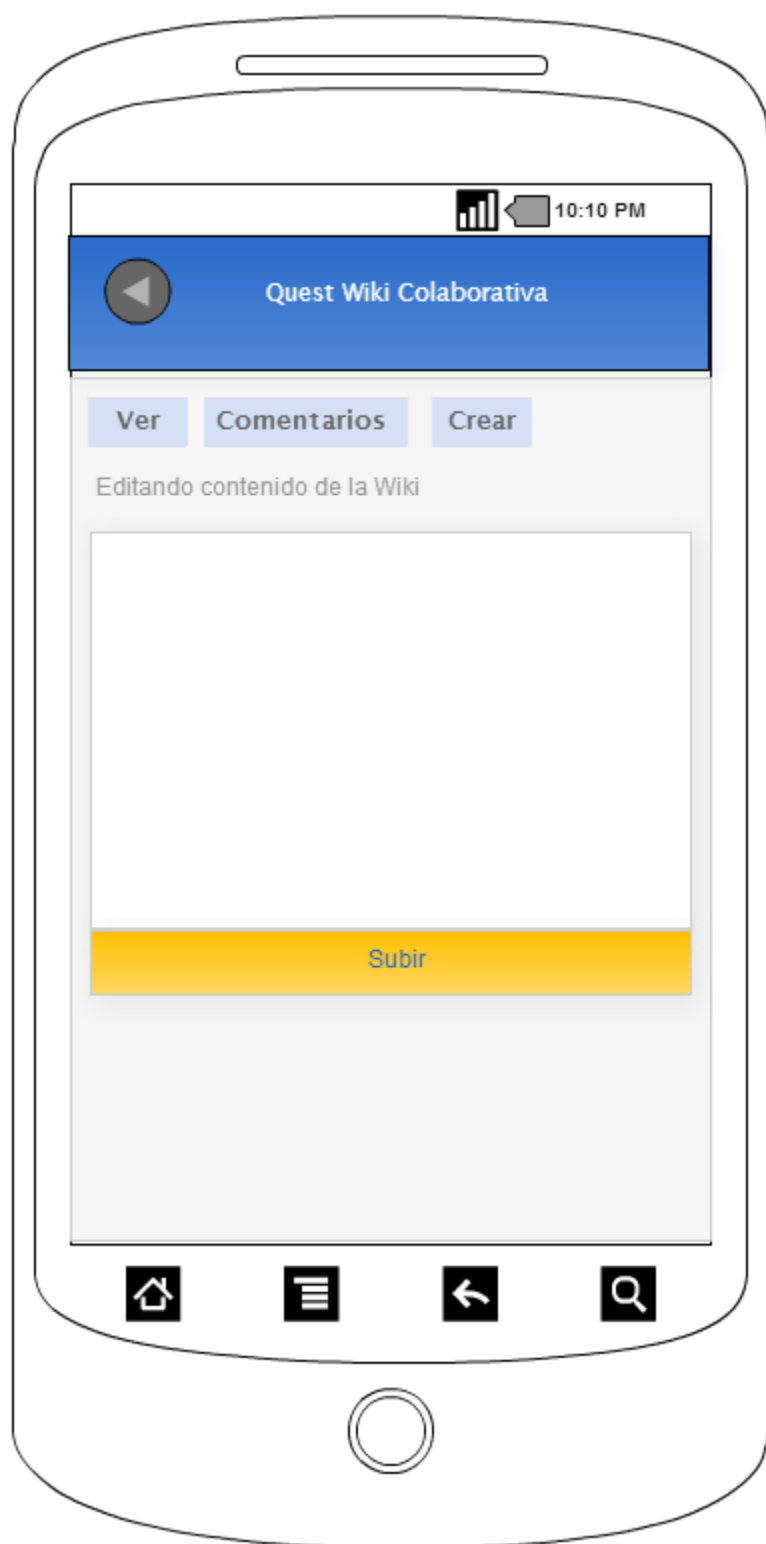 10:10 PM
Quest Wiki Colaborativa
Ver Comentarios Crear
Editando contenido de la Wiki
Subir